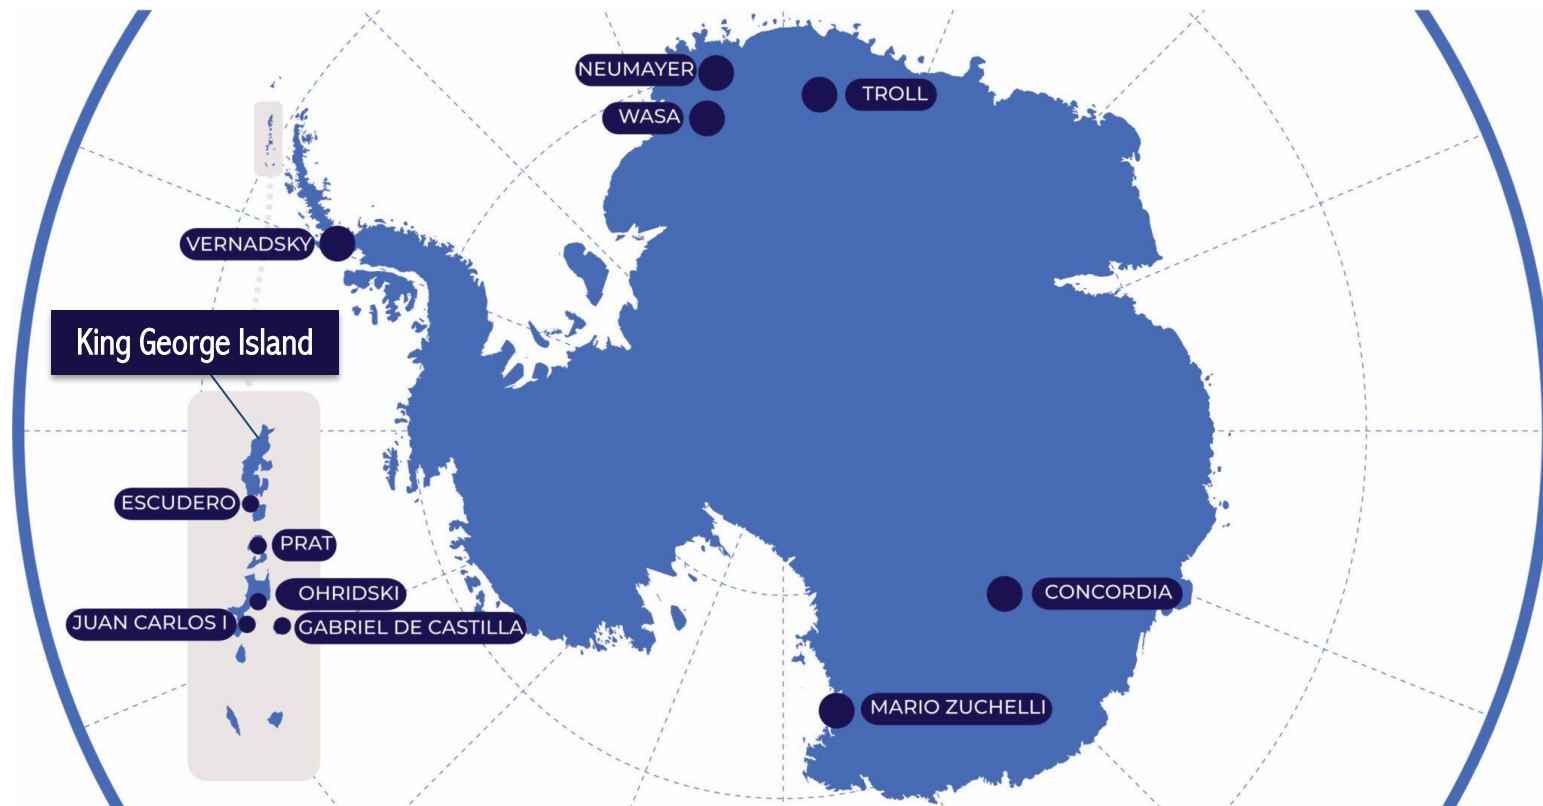 NEUMAYER
TROLL
WASA
VERNADSKY
King George Island
ESCUDERO
PRAT
OHRIDSKI
JUAN CARLOS I
GABRIEL DE CASTILLA
CONCORDIA
MARIO ZUCHELLI